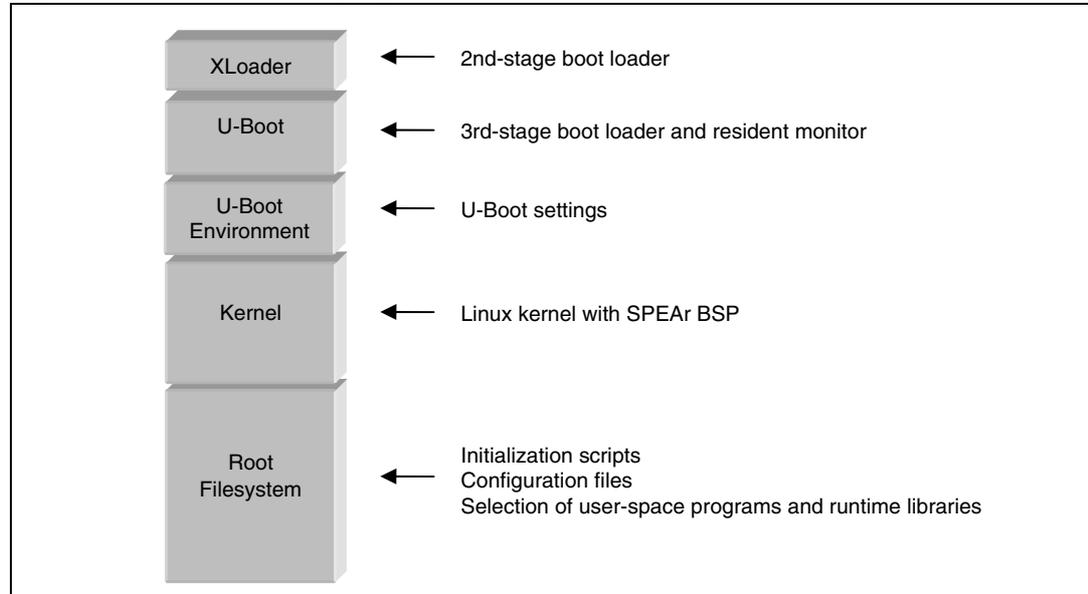 XLoader
2nd-stage boot loader
U-Boot
3rd-stage boot loader and resident monitor
U-Boot
Environment
U-Boot settings
Kernel
Linux kernel with SPEAr BSP
Root
Filesystem
Initialization scripts
Configuration files
Selection of user-space programs and runtime libraries